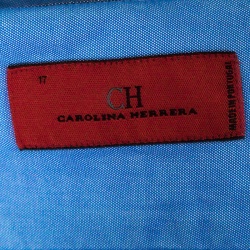 17
CH
CAROLINA HERRERA
MADE IN PORTUGAL